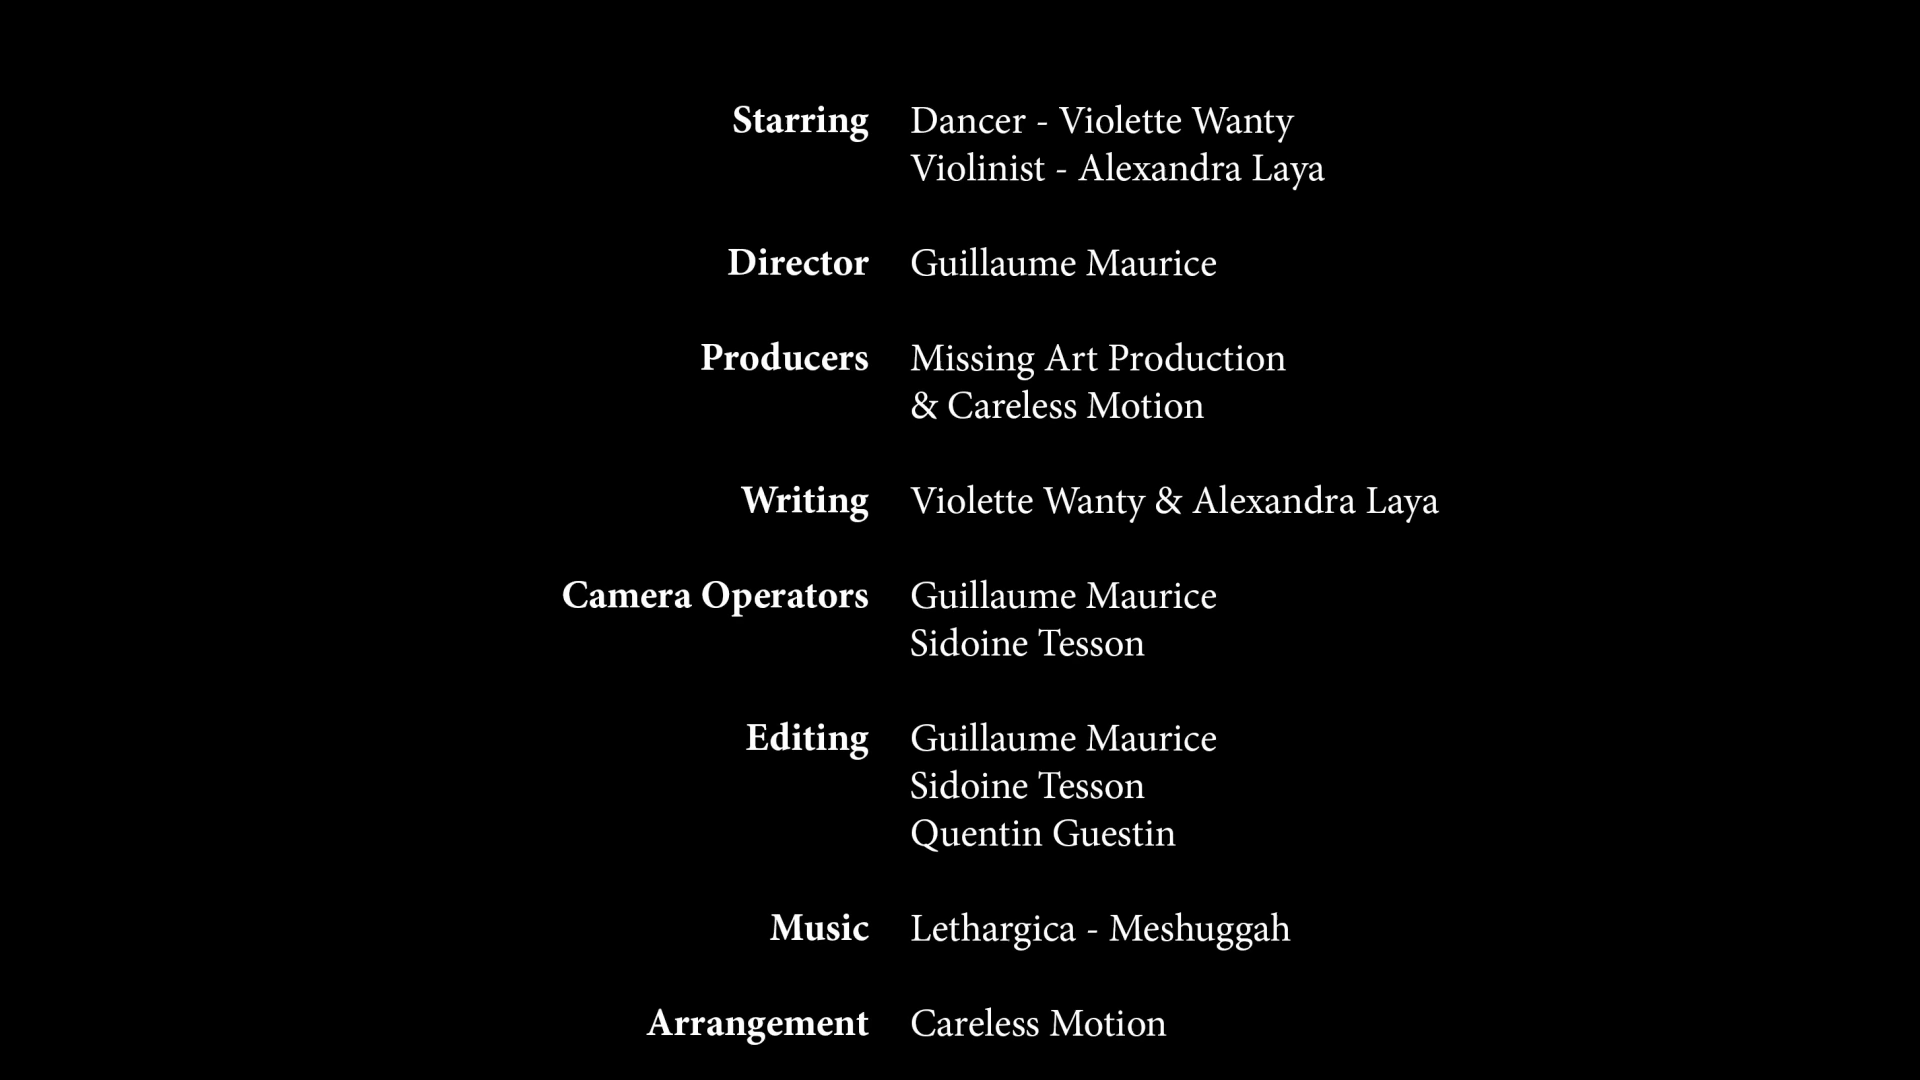 Starring Dancer - Violette Wanty
Violinist - Alexandra Laya
Director Guillaume Maurice
Producers Missing Art Production
& Careless Motion
Writing Violette Wanty & Alexandra Laya
Camera Operators Guillaume Maurice
Sidoine Tesson
Editing Guillaume Maurice
Sidoine Tesson
Quentin Guestin
Music Lethargica - Meshuggah
Arrangement Careless Motion